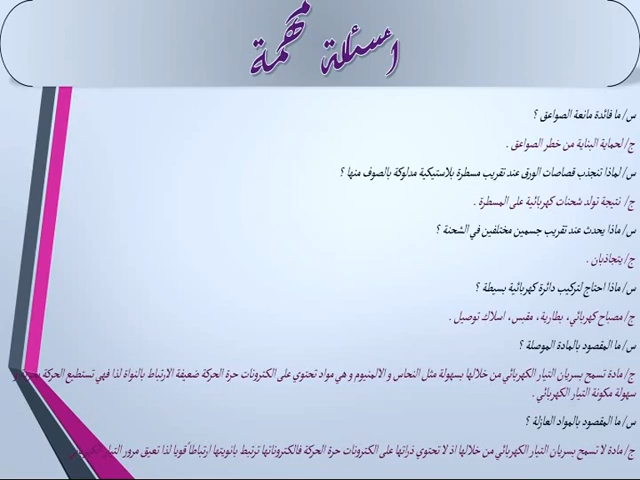 اسئلة مهمة
س/ ما فائدة مانعة الصواعق ؟
ج/ لحماية البناية من خطر الصواعق .
س/ لماذا تنجذب قصاصات الورق عند تقريب مسطرة بلاستيكية مدلوكة بالصوف منها ؟
ج/ نتيجة تولد شحنات كهربائية على المسطرة .
س/ ماذا يحدث عند تقريب جسمين مختلفين في الشحنة ؟
ج/ يتجاذبان .
س/ ماذا احتاج لتركيب دائرة كهربائية بسيطة ؟
ج/ مصباح كهربائي، بطارية، مقبس، اسلاك توصيل .
س/ ما المقصود بالمادة الموصلة ؟
ج/ مادة تسمح بسريان التيار الكهربائي من خلالها بسهولة مثل النحاس و الالمنيوم و هي مواد تحتوي على الكترونات حرة الحركة ضعيفة الارتباط بالنواة لذا فهي تستطيع الحركة
سهولة مكونة التيار الكهربائي .
س/ ما المقصود بالمواد العازلة ؟
ج/ مادة لا تسمح بسريان التيار الكهربائي من خلالها اذ لا تحتوي ذراتها على الكترونات حرة الحركة فالكتروناتها ترتبط بانويتها ارتباطاً قويا لذا تعيق مرور التيار الكهربائي